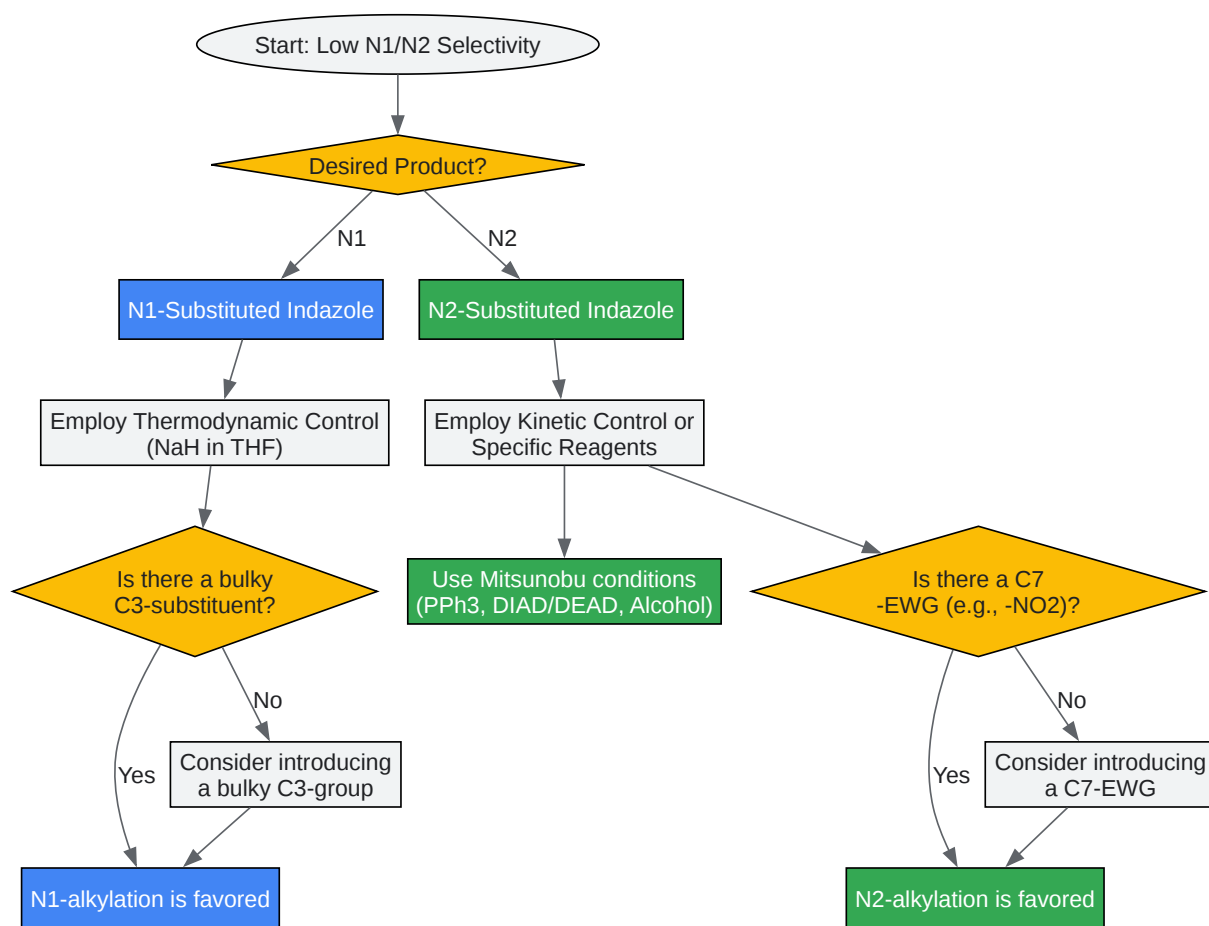 Start: Low N1/N2 Selectivity
Desired Product?
N1
N2
N1-Substituted Indazole
N2-Substituted Indazole
Employ Thermodynamic Control
(NaH in THF)
Employ Kinetic Control or
Specific Reagents
Is there a bulky
C3-substituent?
Use Mitsunobu conditions
(PPh3, DIAD/DEAD, Alcohol)
Is there a C7
-EWG (e.g., -NO2)?
No
No
Yes
Consider introducing
a bulky C3-group
Yes
Consider introducing
a C7-EWG
N1-alkylation is favored
N2-alkylation is favored